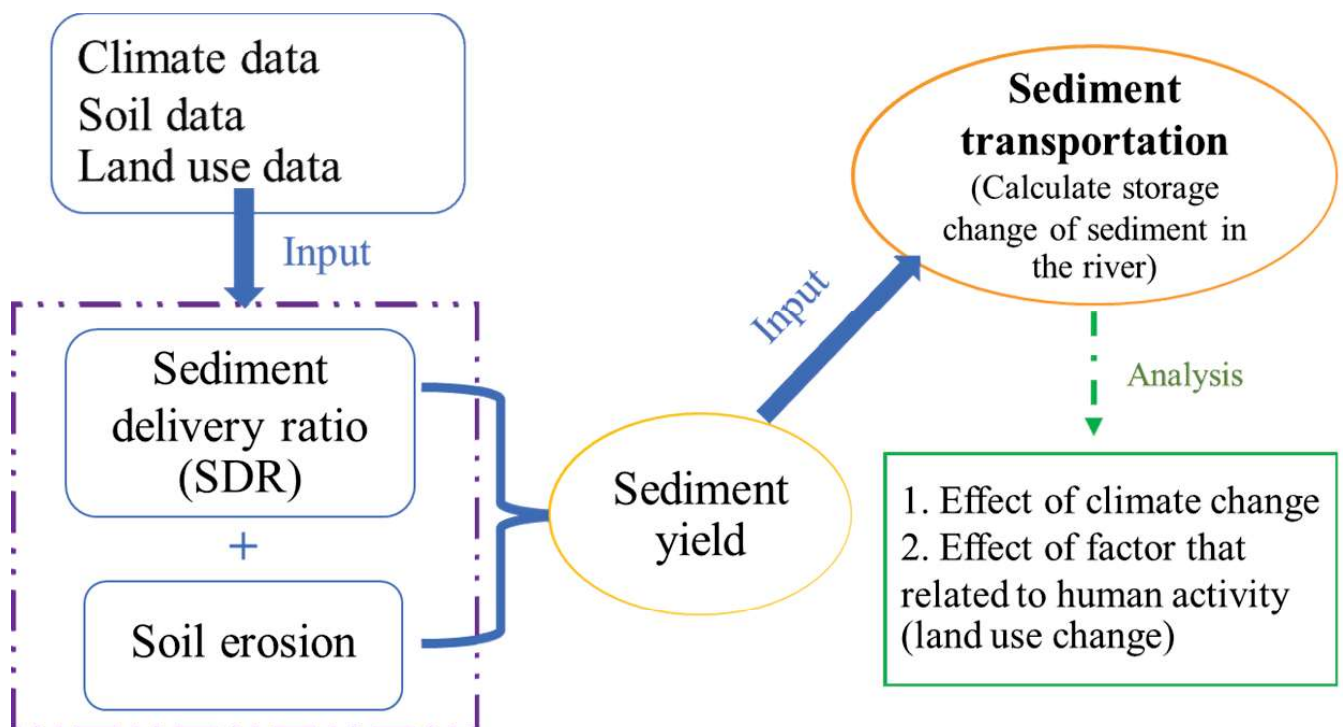 Climate data
Soil data
Land use data
Input
Sediment
delivery ratio
(SDR)
+
Soil erosion
Sediment
yield
Input
Sediment
transportation
(Calculate storage
change of sediment in
the river)
Analysis
1. Effect of climate change
2. Effect of factor that
related to human activity
(land use change)